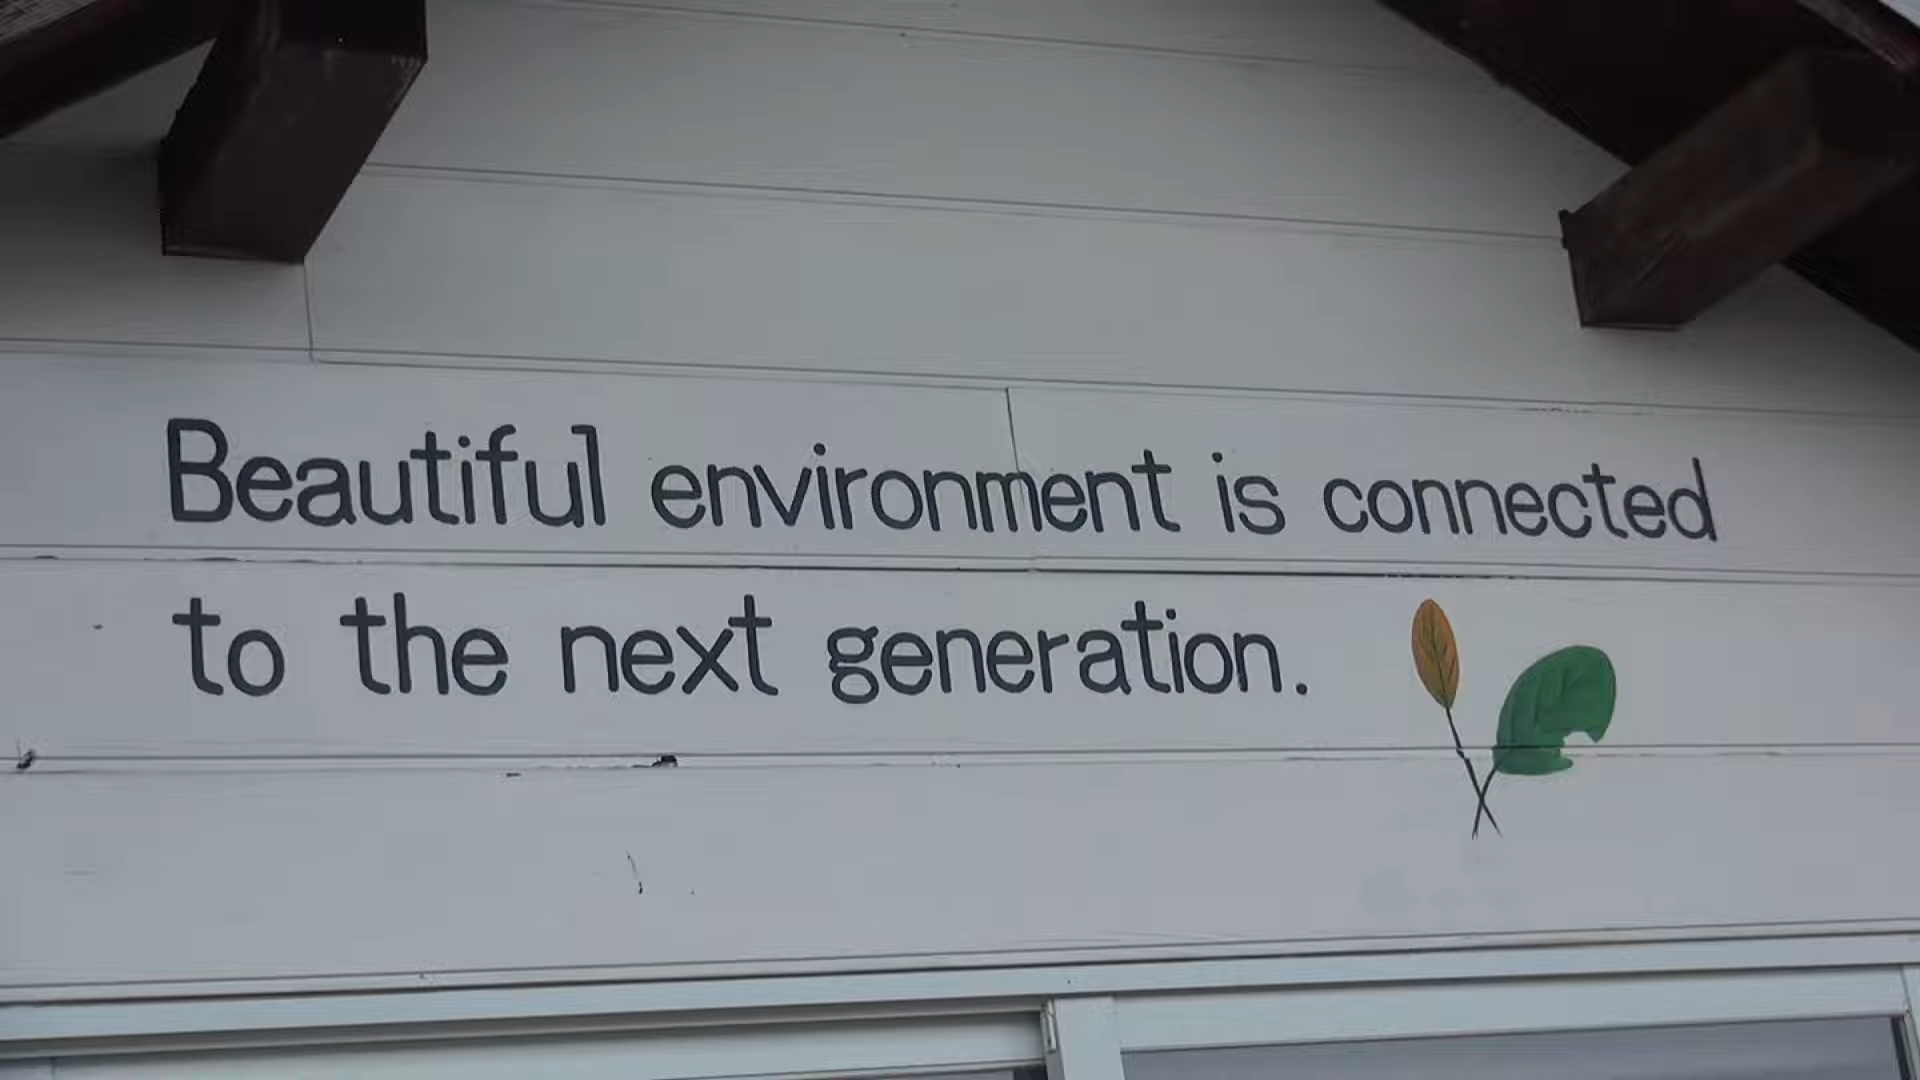 Beautiful environment is connected
to the next generation.